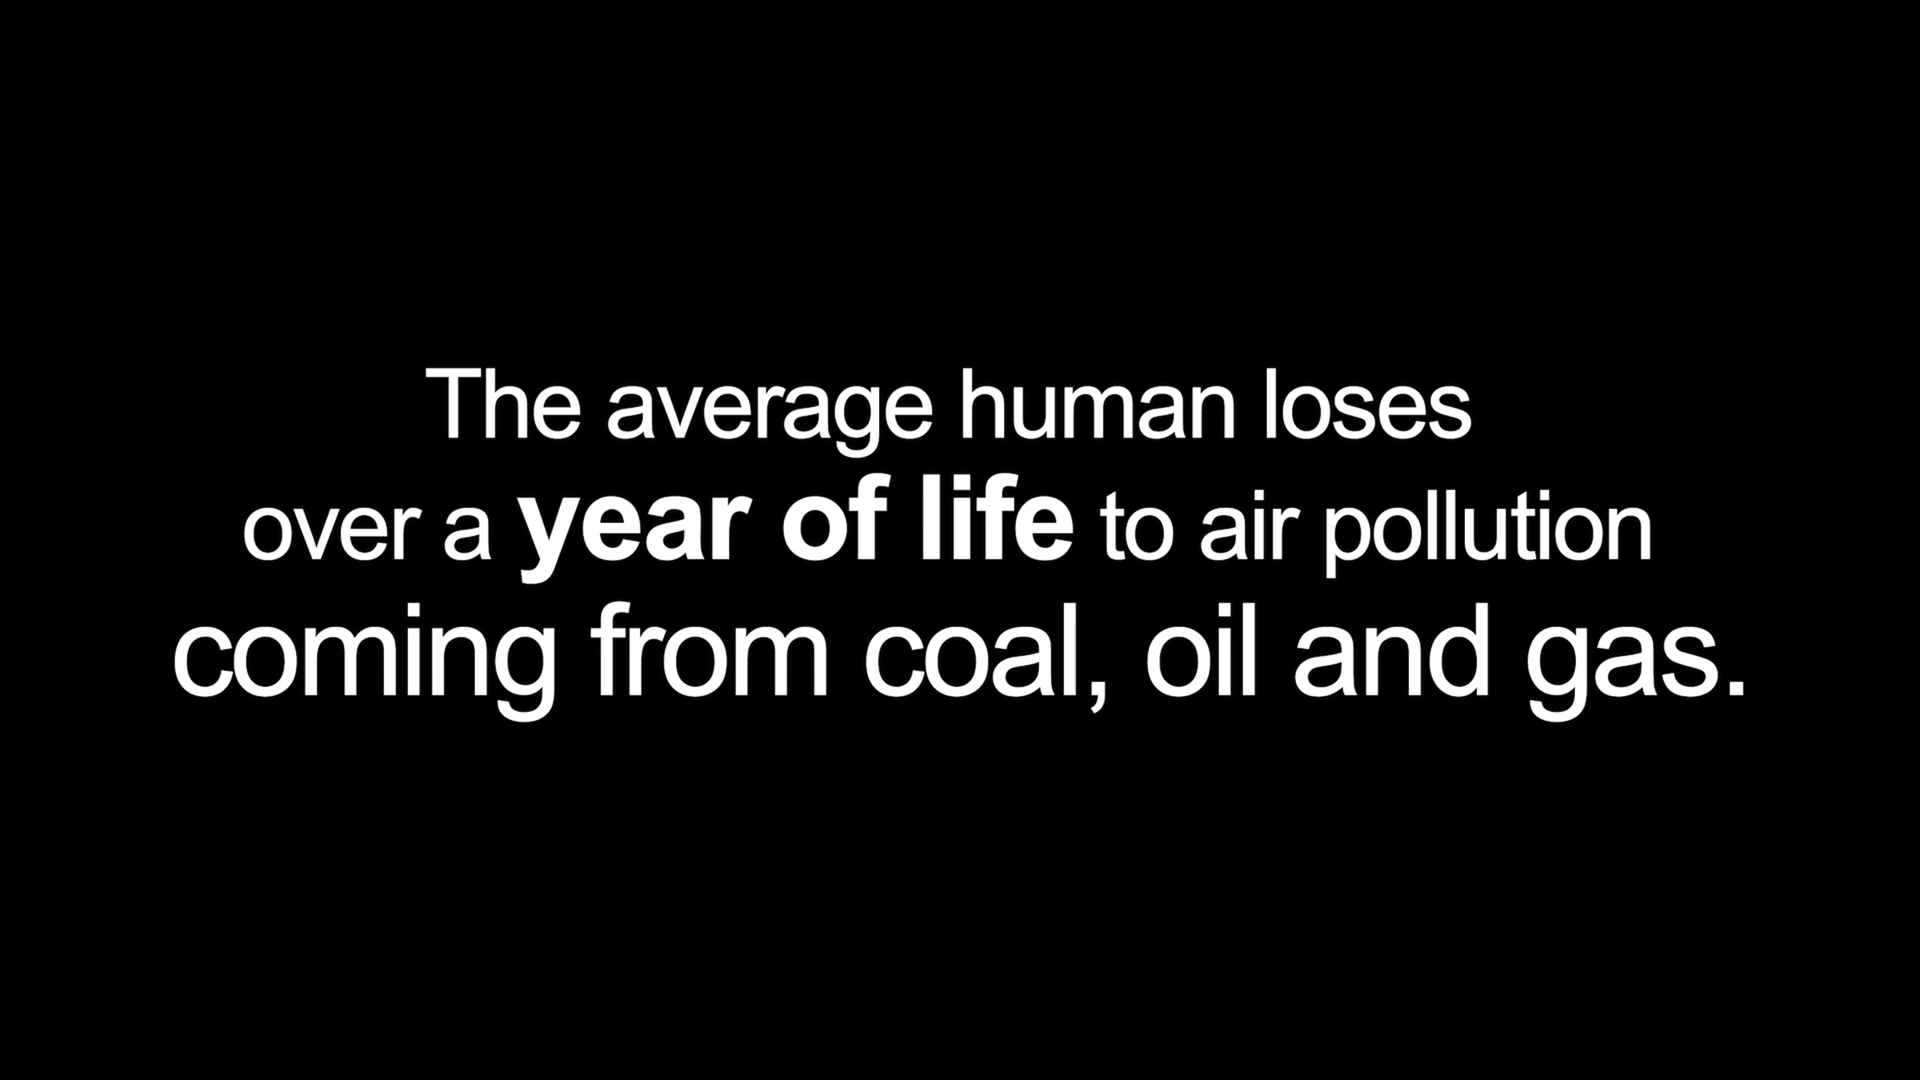 The average human loses
over a year of life to air pollution
coming from coal, oil and gas.